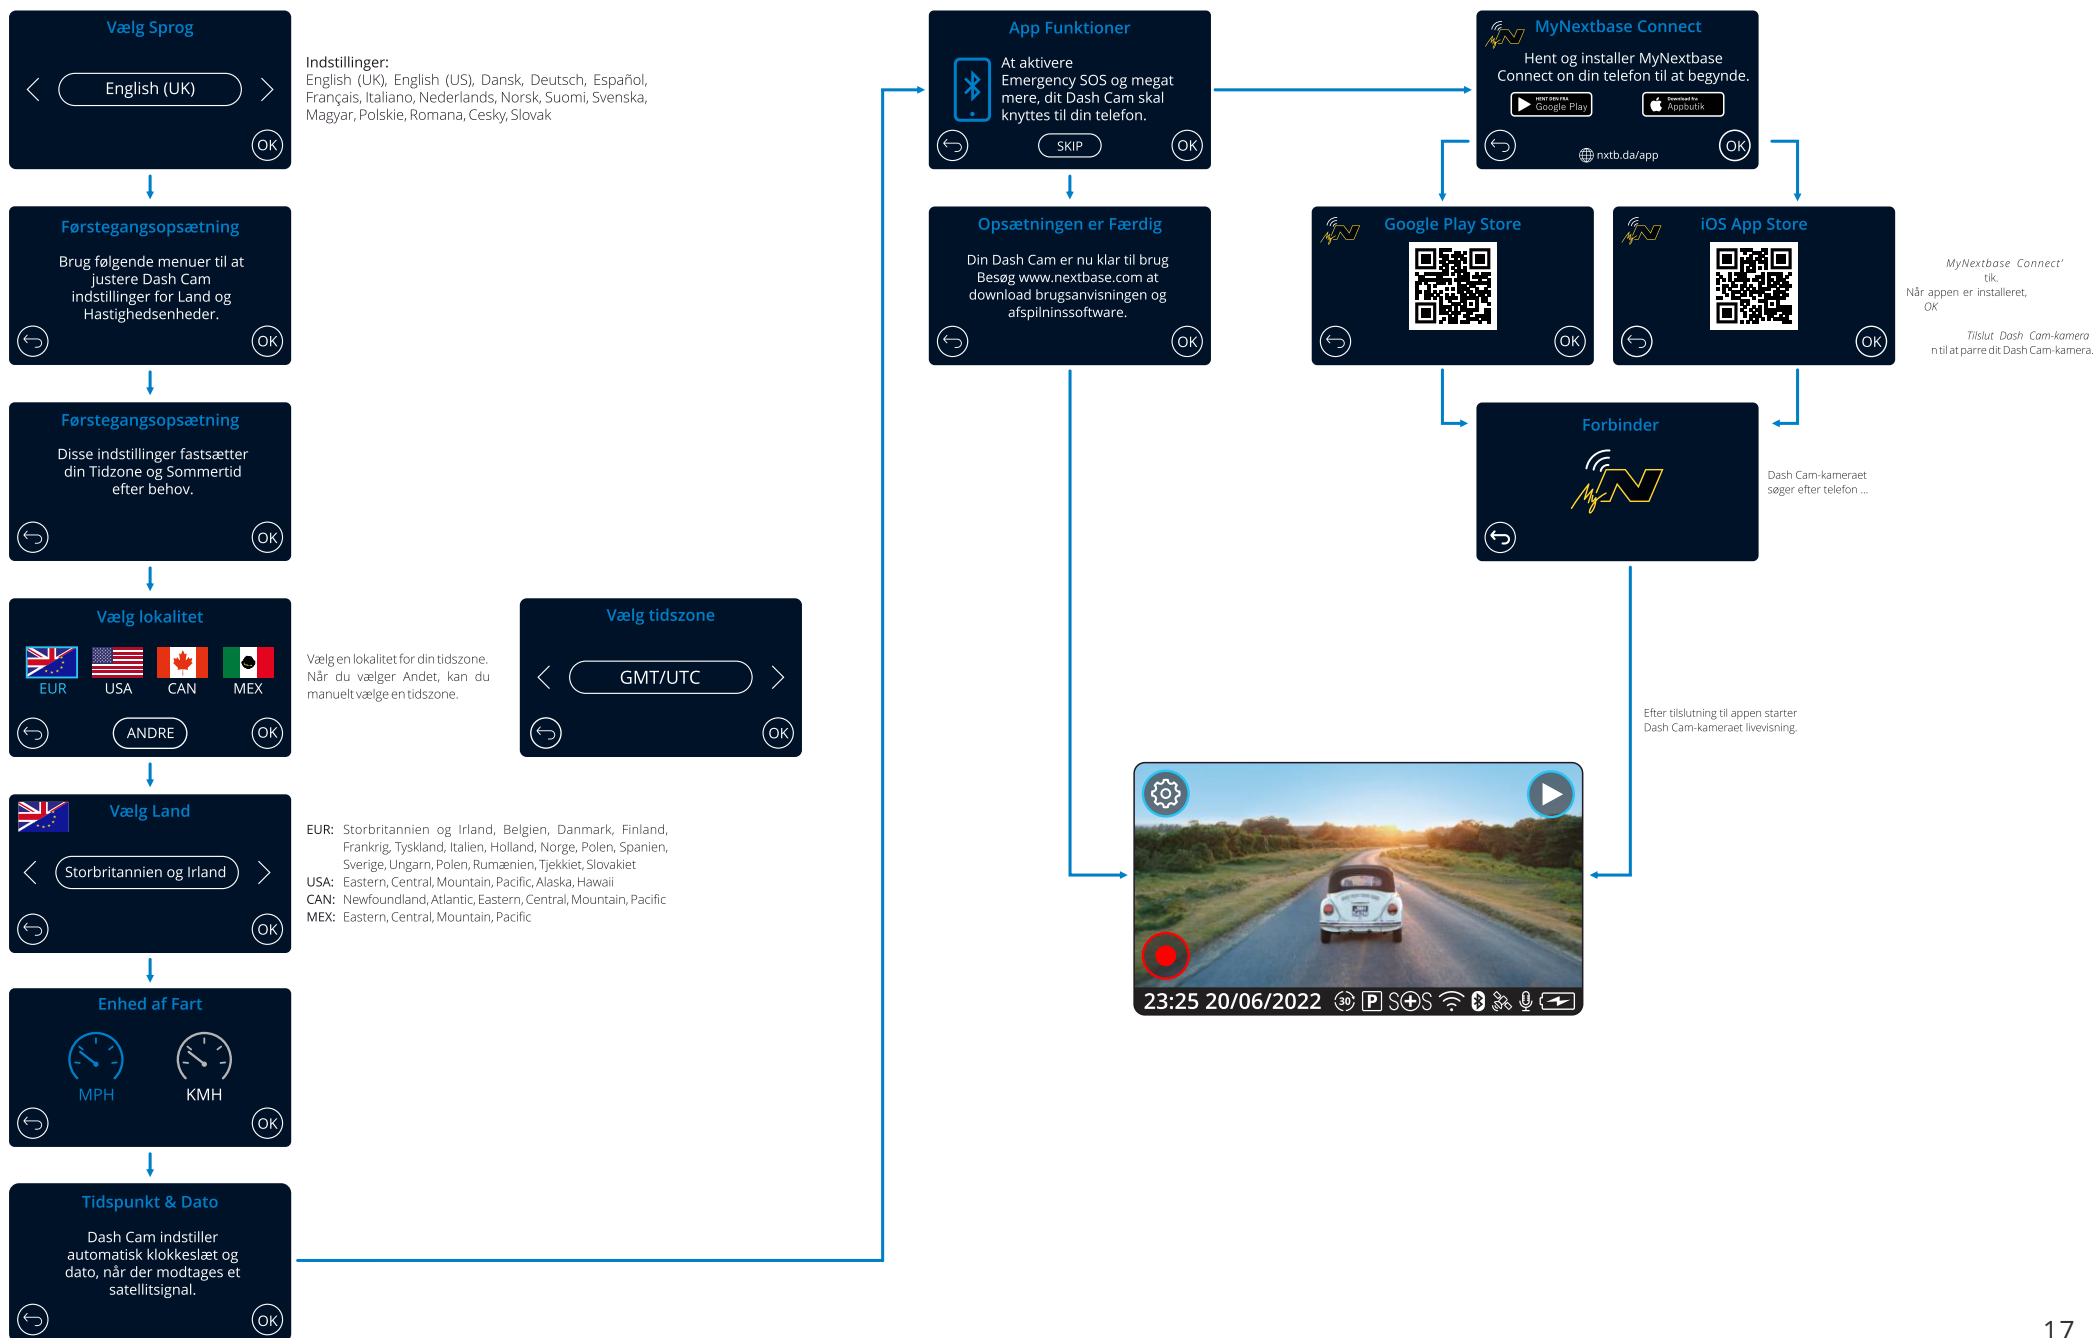 Vælg Sprog
English (UK)
OK
Indstillinger:
English (UK), English (US), Dansk, Deutsch, Español,
Français, Italiano, Nederlands, Norsk, Suomi, Svenska,
Magyar, Polskie, Romana, Cesky, Slovak
Førstegangsopsætning
Brug følgende menuer til at
justere Dash Cam
indstillinger for Land og
Hastighedsenheder.
OK
Førstegangsopsætning
Disse indstillinger fastsætter
din Tidzone og Sommertid
efter behov.
OK
Vælg lokalitet
EUR USA CAN MEX
ANDRE
OK
Vælg en lokalitet for din tidszone.
Når du vælger Andet, kan du
manuelt vælge en tidszone.
Vælg tidszone
GMT/UTC
OK
Vælg Land
Storbritannien og Irland
OK
EUR: Storbritannien og Irland, Belgien, Danmark, Finland,
Frankrig, Tyskland, Italien, Holland, Norge, Polen, Spanien,
Sverige, Ungarn, Polen, Rumænien, Tjekkiet, Slovakiet
USA: Eastern, Central, Mountain, Pacific, Alaska, Hawaii
CAN: Newfoundland, Atlantic, Eastern, Central, Mountain, Pacific
MEX: Eastern, Central, Mountain, Pacific
Enhed af Fart
MPH KMH
OK
Tidspunkt & Dato
Dash Cam indstiller
automatisk klokkeslæt og
dato, når der modtages et
satellitsignal.
OK
App Funktioner
At aktivere
Emergency SOS og megat
mere, dit Dash Cam skal
knyttes til din telefon.
SKIP
OK
Opsætningen er Færdig
Din Dash Cam er nu klar til brug
Besøg www.nextbase.com at
download brugsanvisningen og
afspilninssoftware.
OK
My N
MyNextbase Connect
Hent og installer MyNextbase
Connect on din telefon til at begynde.
HENT DEN FRA
Google Play
Download fra
Appbutik
nxtb.da/app
OK
My N
Google Play Store
OK
My N
iOS App Store
OK
MyNextbase Connect’
tik.
Når appen er installeret,
OK
Tilslut Dash Cam-kamera
n til at parre dit Dash Cam-kamera.
Forbinder
My N
Dash Cam-kameraet
søger efter telefon ...
Efter tilslutning til appen starter
Dash Cam-kameraet livevisning.
23:25 20/06/2022 30 P SOS
17